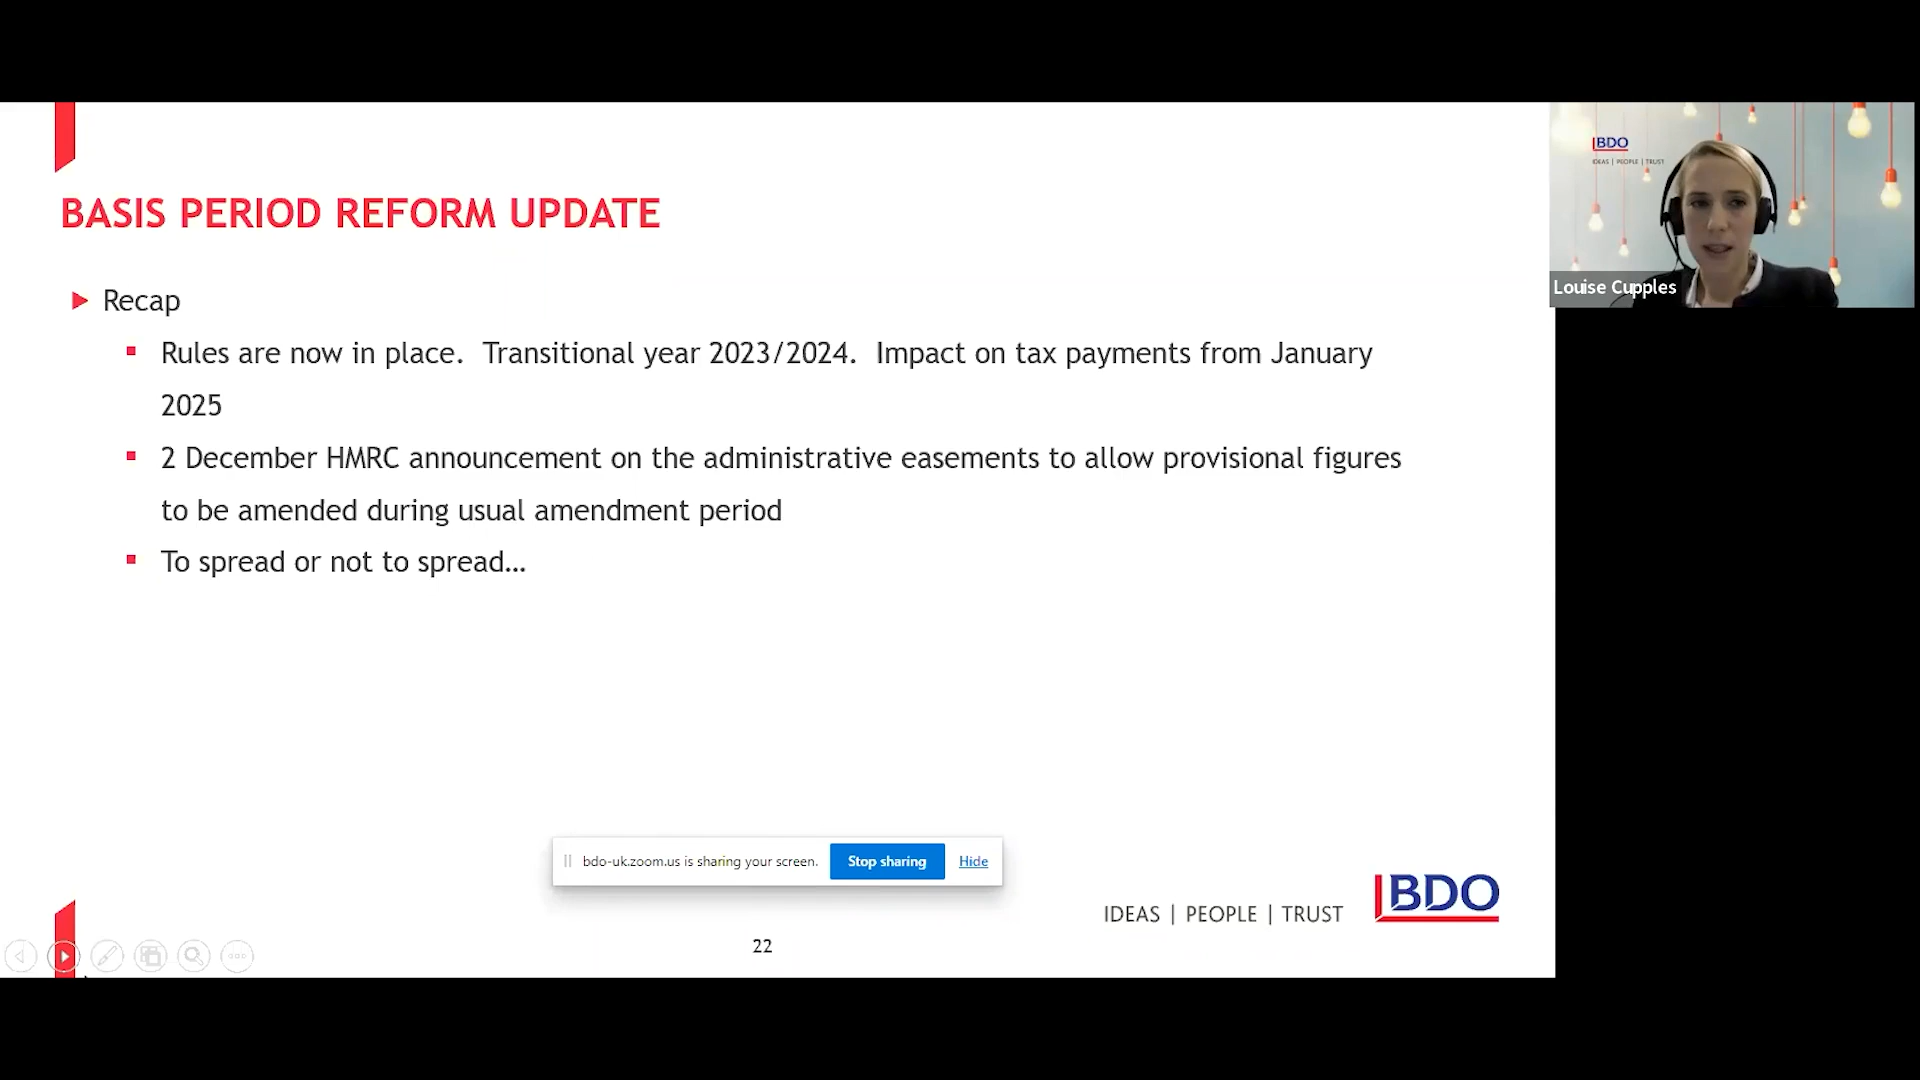 BASIS PERIOD REFORM UPDATE
Recap
Rules are now in place. Transitional year 2023/2024. Impact on tax payments from January
2025
2 December HMRC announcement on the administrative easements to allow provisional figures
to be amended during usual amendment period
To spread or not to spread…
bdo-uk.zoom.us is sharing your screen. Stop sharing Hide
IDEAS | PEOPLE | TRUST BDO
22
BDO
IDEAS | PEOPLE | TRUST
Louise Cupples